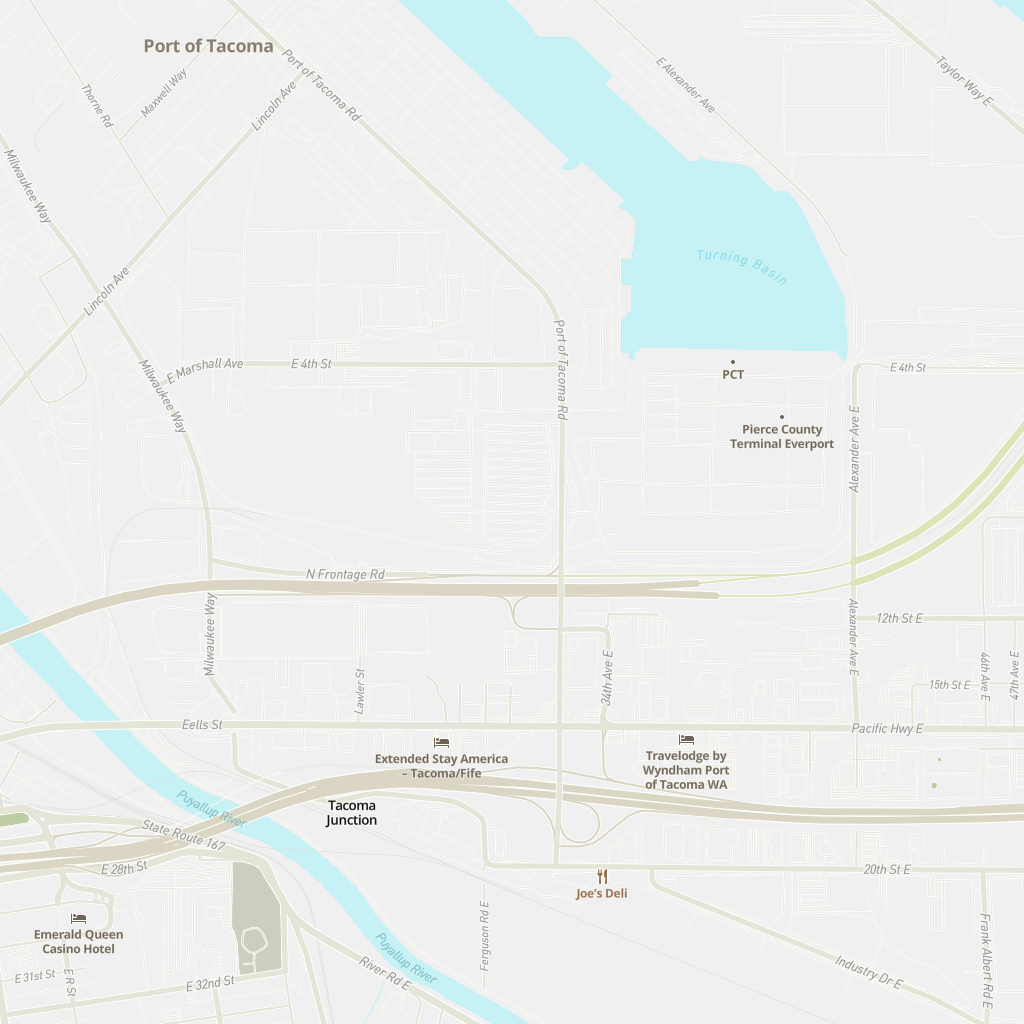 Port of Tacoma
Port of Tacoma Rd
E Alexander Ave
Taylor Way E
Thorne Rd
Maxwell Way
Lincoln Ave
Milwaukee Way
Turning Basin
Lincoln Ave
Port of Tacoma Rd
E Marshall Ave
E 4th St
PCT
E 4th St
Milwaukee Way
Pierce County
Terminal Everport
Alexander Ave E
N Frontage Rd
Milwaukee Way
Alexander Ave E
12th St E
34th Ave E
46th Ave E
47th Ave E
15th St E
Lawler St
Eells St
Pacific Hwy E
Extended Stay America
– Tacoma/Fife
Travelodge by
Wyndham Port
of Tacoma WA
Puyallup River
Tacoma
Junction
State Route 167
E 28th St
20th St E
Joe's Deli
Emerald Queen
Casino Hotel
Ferguson Rd E
Frank Albert Rd E
Puyallup River
River Rd E
Industry Dr E
E 31st St
E R St
E 32nd St